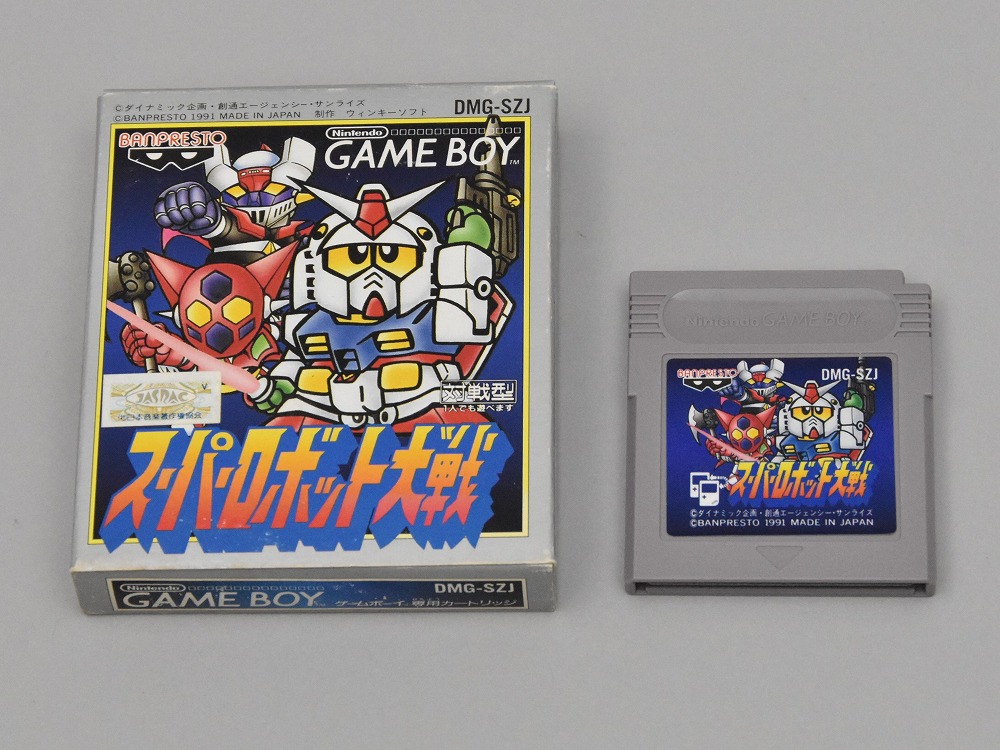 ©ダイナミック企画・創通エージェンシー・サンライズ
©BANPRESTO 1991 MADE IN JAPAN 制作 ウィンキーソフト
DMG-SZJ
BANPRESTO
Nintendo
GAME BOY™
JASRAC
対戦型
1人でも遊べます
スーパーロボット大戦
Nintendo
GAME BOY™
ゲームボーイ専用カートリッジ
DMG-SZJ
Nintendo GAME BOY
BANPRESTO
DMG-SZJ
スーパーロボット大戦
©ダイナミック企画・創通エージェンシー・サンライズ
©BANPRESTO 1991 MADE IN JAPAN